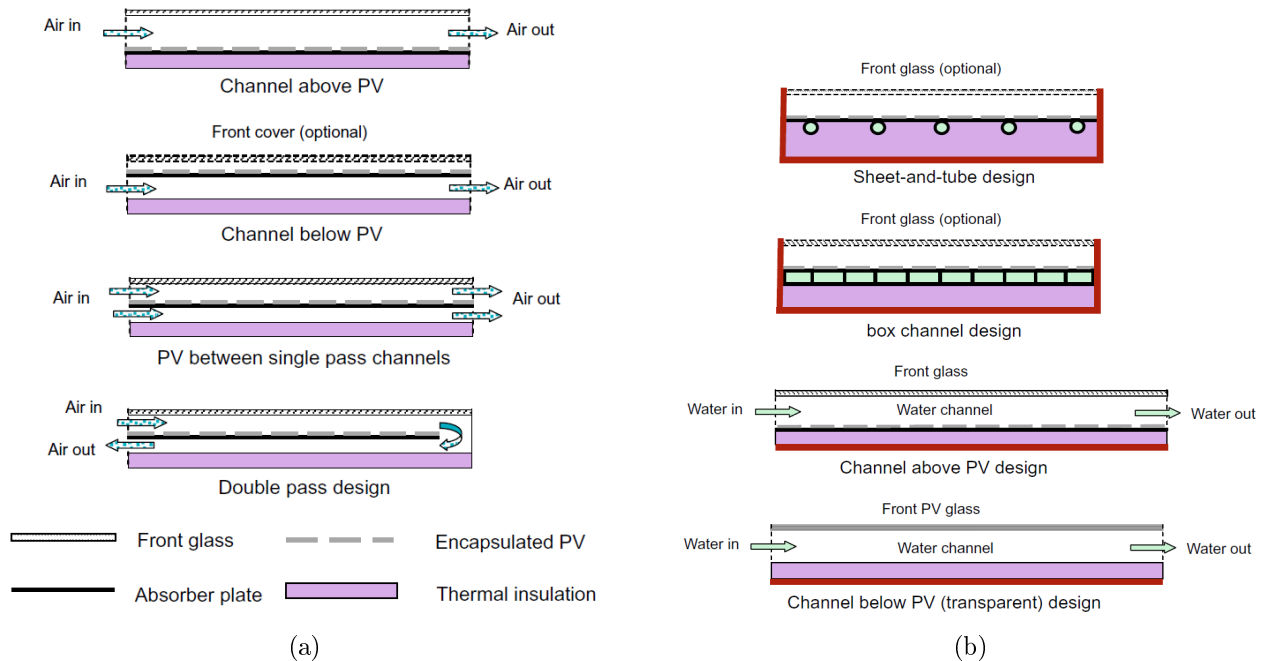 Air in
Air out
Channel above PV
Front cover (optional)
Air in
Air out
Channel below PV
Air in
Air out
PV between single pass channels
Air in
Air out
Double pass design
Front glass
Encapsulated PV
Absorber plate
Thermal insulation
(a)
Front glass (optional)
Sheet-and-tube design
Front glass (optional)
box channel design
Front glass
Water in
Water channel
Water out
Channel above PV design
Front PV glass
Water in
Water channel
Water out
Channel below PV (transparent) design
(b)